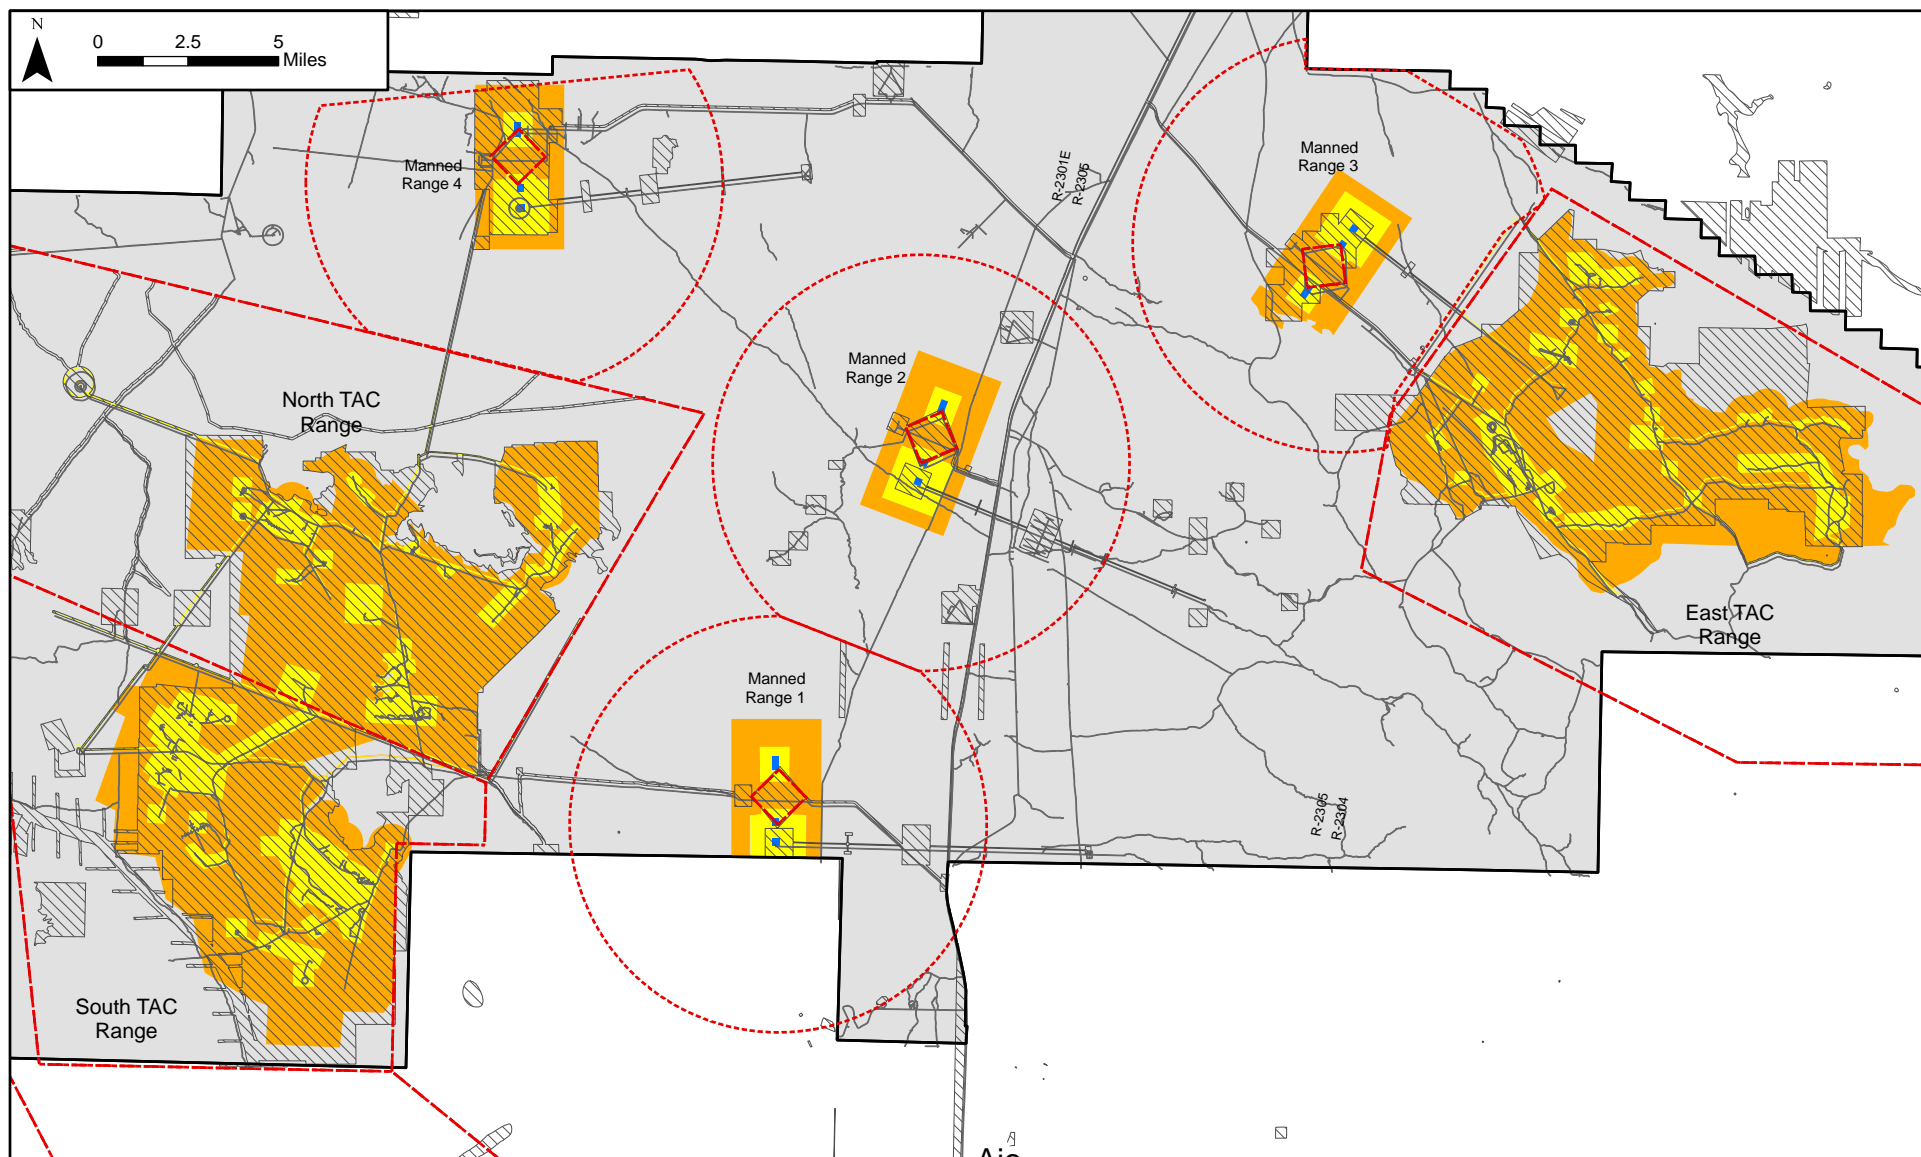 N
0 2.5 5
Miles
Manned
Range 4
R-2301E
R-2305
Manned
Range 3
Manned
Range 2
North TAC
Range
East TAC
Range
Manned
Range 1
R-2305
R-2304
South TAC
Range
Ajo